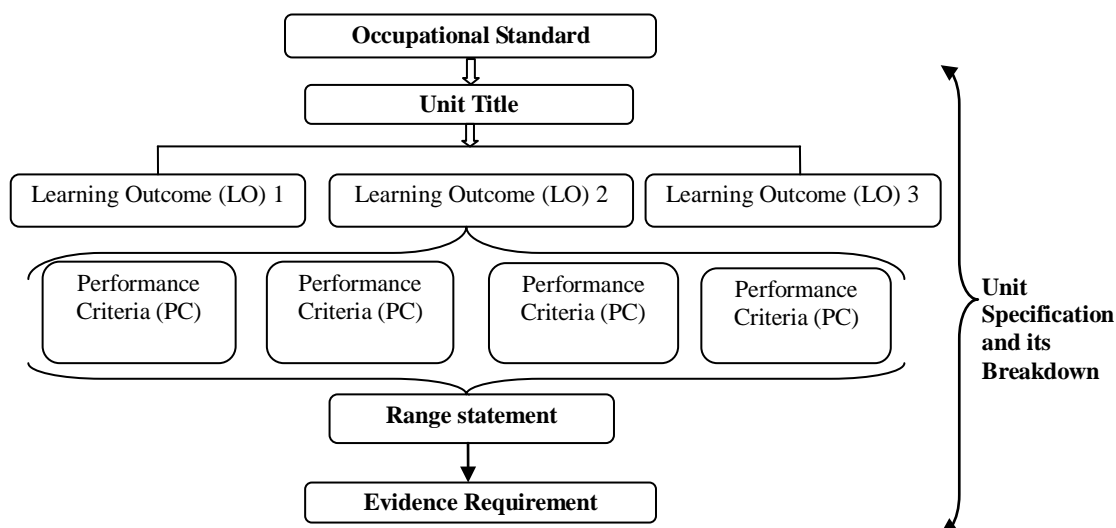 Occupational Standard
Unit Title
Learning Outcome (LO) 1
Learning Outcome (LO) 2
Learning Outcome (LO) 3
Performance
Criteria (PC)
Performance
Criteria (PC)
Performance
Criteria (PC)
Performance
Criteria (PC)
Range statement
Evidence Requirement
Unit
Specification
and its
Breakdown